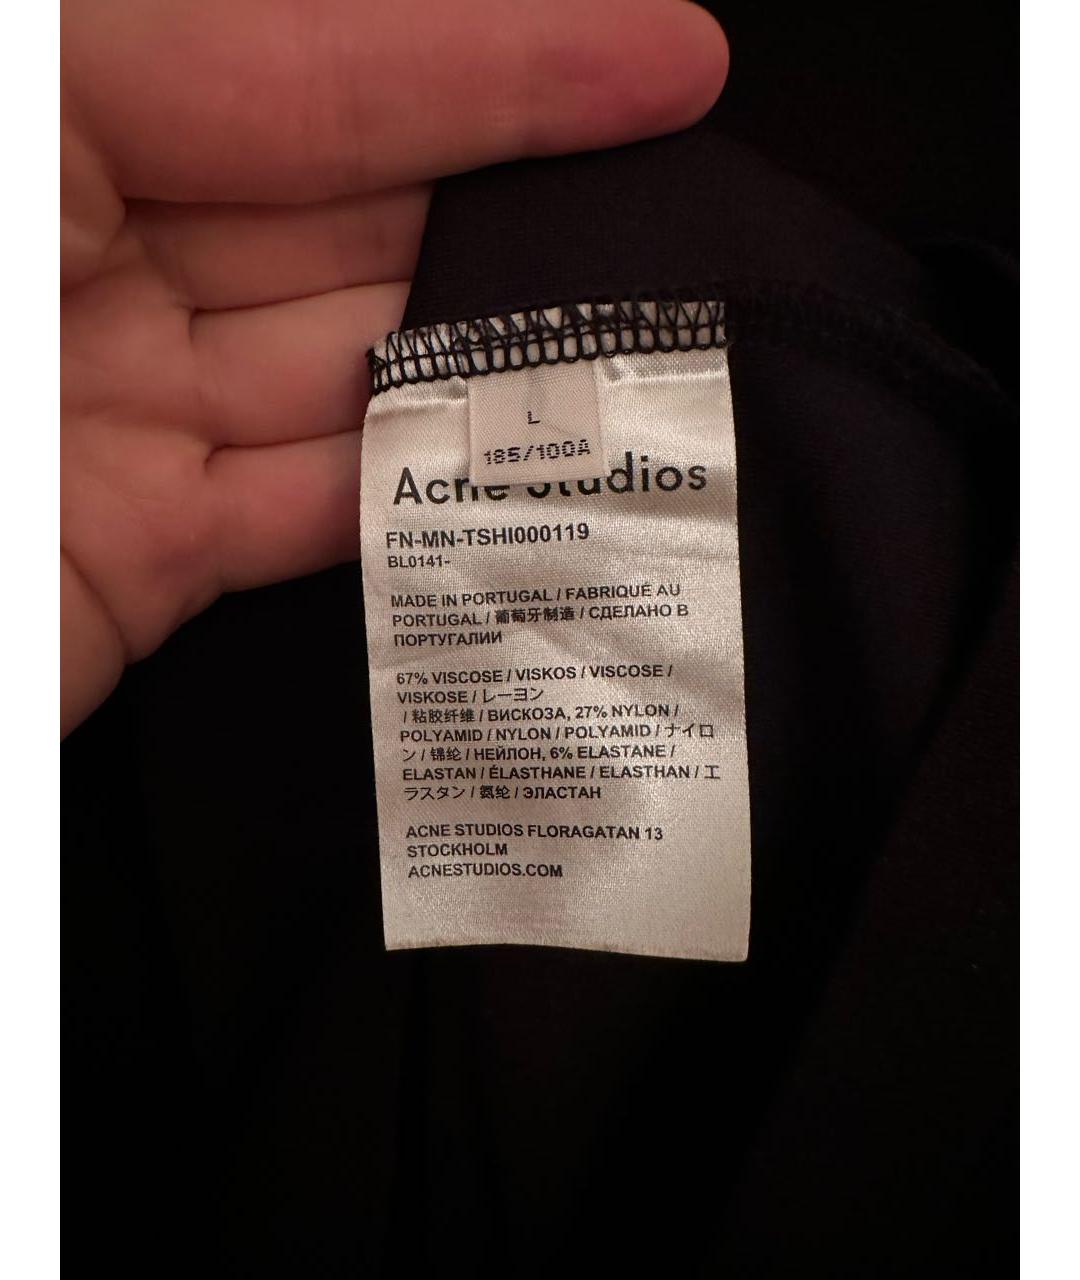 L
185/100A
Acne Studios
FN-MN-TSHI000119
BL0141-
MADE IN PORTUGAL / FABRIQUÉ AU
PORTUGAL / 葡萄牙制造 / СДЕЛАНО В
ПОРТУГАЛИИ
67% VISCOSE / VISKOS / VISCOSE /
VISKOSE / レーヨン
/ 粘胶纤维 / ВИСКОЗА, 27% NYLON /
POLYAMID / NYLON / POLYAMID / ナイロ
ン / 锦纶 / НЕЙЛОН, 6% ELASTANE /
ELASTAN / ÉLASTHANE / ELASTHAN / エ
ラスタン / 氨纶 / ЭЛАСТАН
ACNE STUDIOS FLORAGATAN 13
STOCKHOLM
ACNESTUDIOS.COM